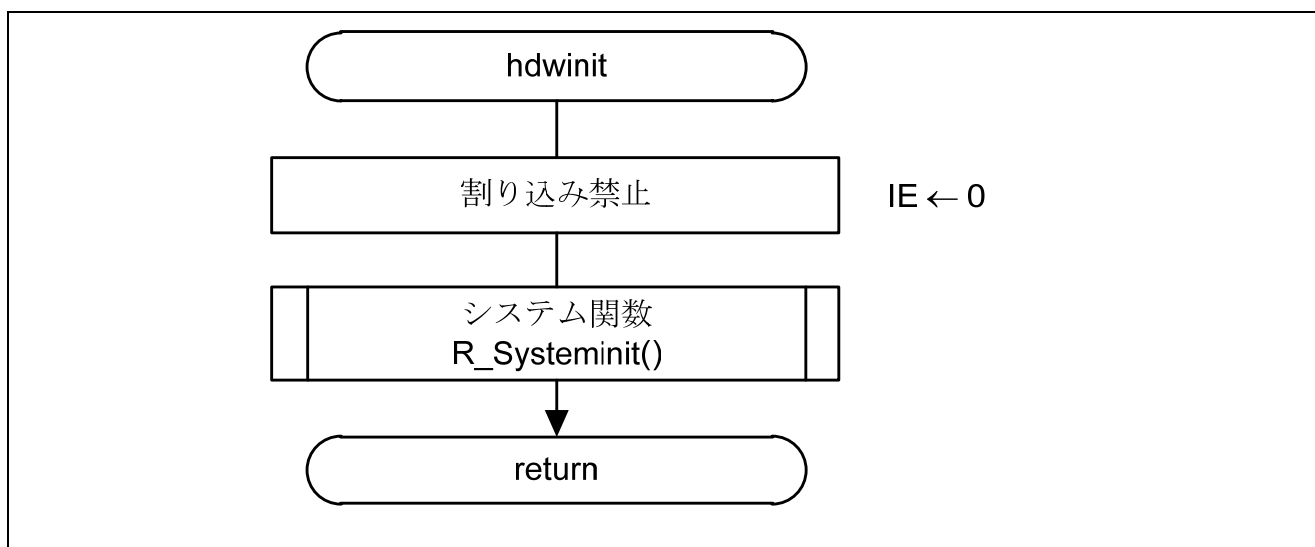 hdwinit
割り込み禁止
IE ← 0
システム関数
R_Systeminit()
return